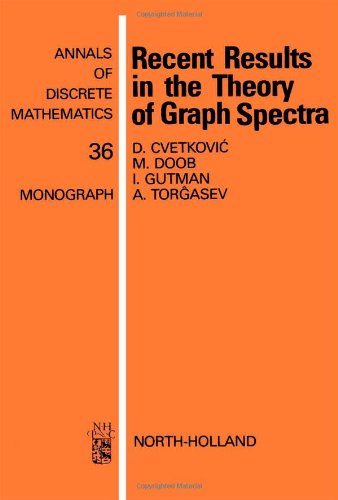 ANNALS
OF
DISCRETE
MATHEMATICS
36
MONOGRAPH
Recent Results
in the Theory
of Graph Spectra
D. CVETKOVIĆ
M. DOOB
I. GUTMAN
A. TORĜASEV
NORTH-HOLLAND